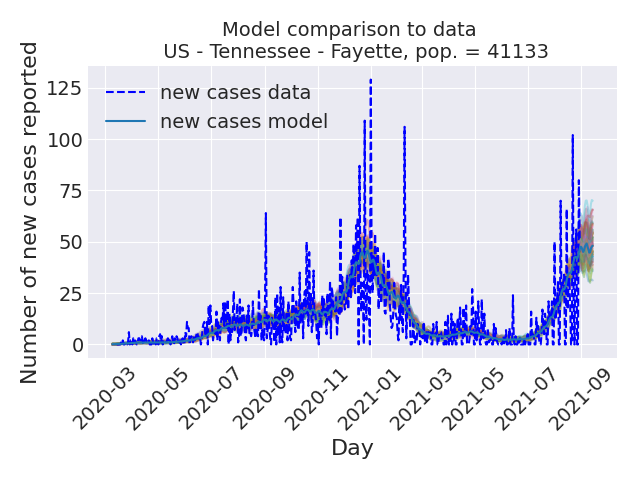 Model comparison to data
US - Tennessee - Fayette, pop. = 41133
Number of new cases reported
125
100
75
50
25
0
new cases data
new cases model
2020-03
2020-05
2020-07
2020-09
2020-11
2021-01
2021-03
2021-05
2021-07
2021-09
Day